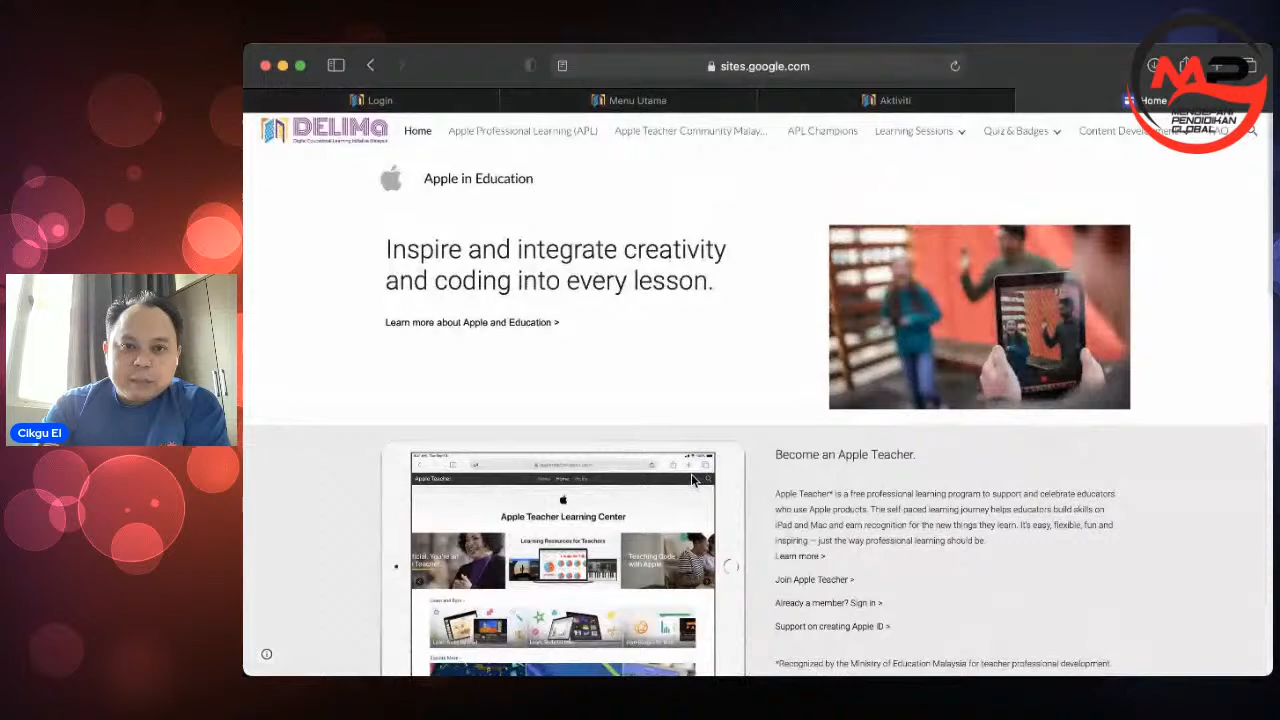 sites.google.com
Login
Menu Utama
Aktiviti
Home
MP
MENDEPANI
PENDIDIKAN
GLOBAL
DELIMa
Digital Educational Learning Initiative Malaysia
Home
Apple Professional Learning (APL)
Apple Teacher Community Malay...
APL Champions
Learning Sessions
Quiz & Badges
Content Develop
FAQ
Apple in Education
Inspire and integrate creativity
and coding into every lesson.
Learn more about Apple and Education >
Cikgu El
Apple Teacher
Apple Teacher Learning Center
Learning Resources for Teachers
Teaching Code
with Apple
Become an Apple Teacher.
Apple Teacher* is a free professional learning program to support and celebrate educators
who use Apple products. The self paced learning journey helps educators build skills on
iPad and Mac and earn recognition for the new things they learn. It's easy, flexible, fun and
inspiring — just the way professional learning should be.
Learn more >
Join Apple Teacher >
Already a member? Sign in >
Support on creating Apple ID >
*Recognized by the Ministry of Education Malaysia for teacher professional development.